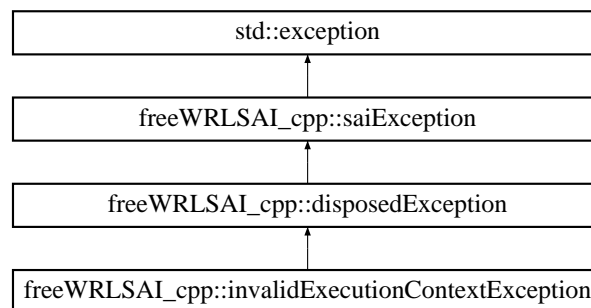 std::exception
freeWRLSAI_cpp::saiException
freeWRLSAI_cpp::disposedException
freeWRLSAI_cpp::invalidExecutionContextException